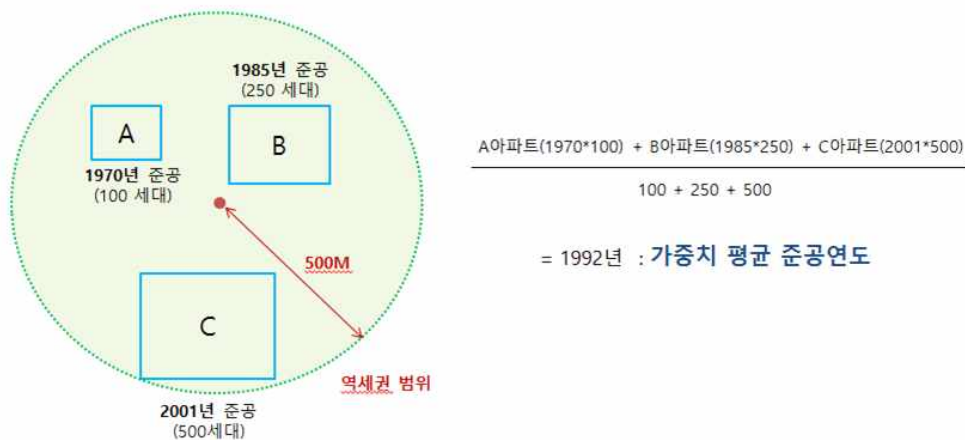 1985년 준공
(250 세대)
A
B
1970년 준공
(100 세대)
500M
C
역세권 범위
2001년 준공
(500세대)
A아파트(1970*100) + B아파트(1985*250) + C아파트(2001*500)
100 + 250 + 500
= 1992년 : 가중치 평균 준공연도